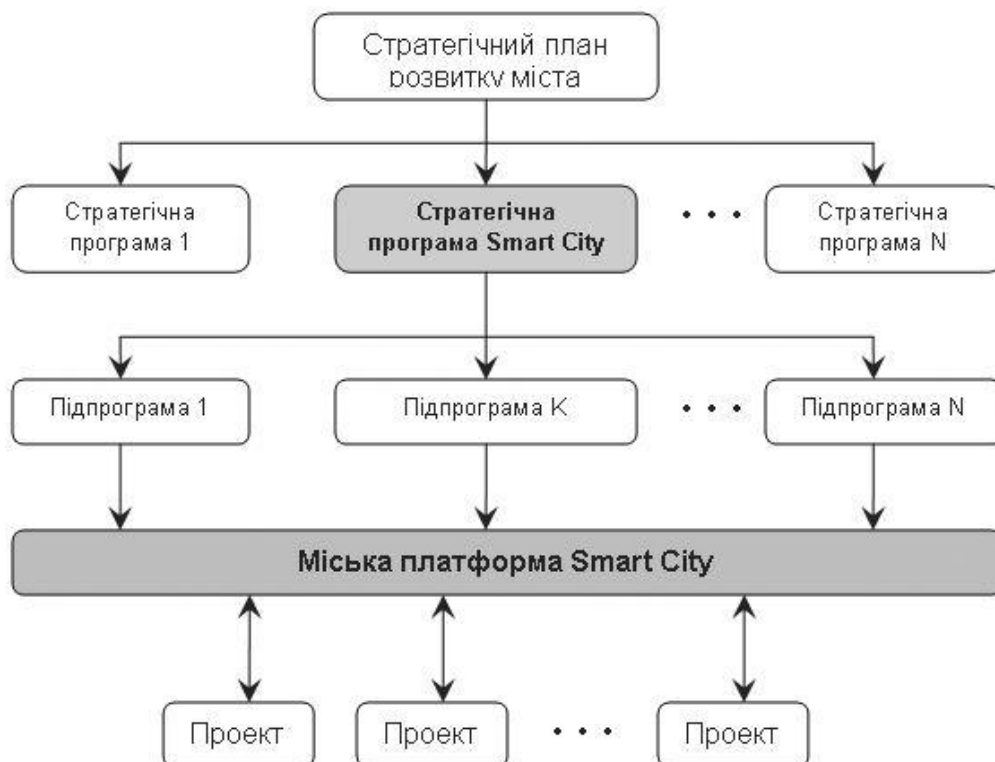 Стратегічний план
розвитку міста
Стратегічна
програма 1
Стратегічна
програма Smart City
• • •
Стратегічна
програма N
Підпрограма 1
Підпрограма К
• • •
Підпрограма N
Міська платформа Smart City
Проект
Проект
• • •
Проект